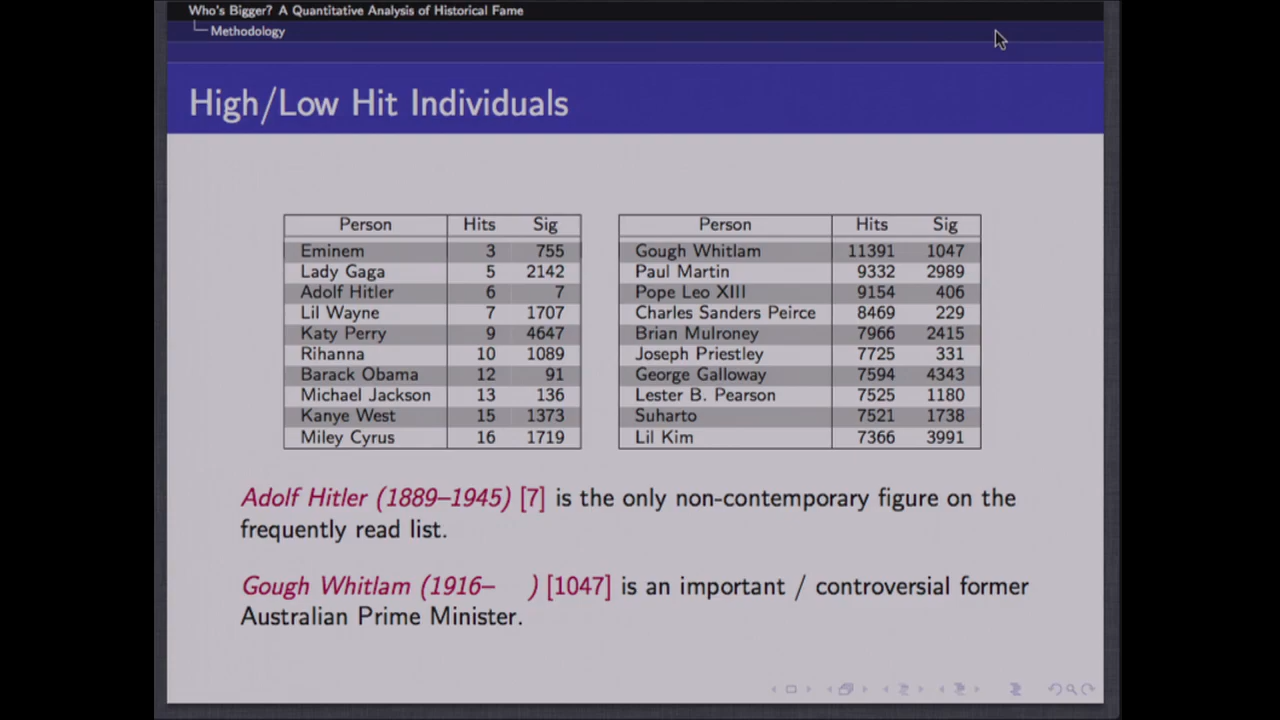 Who's Bigger? A Quantitative Analysis of Historical Fame
Methodology
High/Low Hit Individuals
Person Hits Sig
Eminem 3 755
Lady Gaga 5 2142
Adolf Hitler 6 7
Lil Wayne 7 1707
Katy Perry 9 4647
Rihanna 10 1089
Barack Obama 12 91
Michael Jackson 13 136
Kanye West 15 1373
Miley Cyrus 16 1719
Person Hits Sig
Gough Whitlam 11391 1047
Paul Martin 9332 2989
Pope Leo XIII 9154 406
Charles Sanders Peirce 8469 229
Brian Mulroney 7966 2415
Joseph Priestley 7725 331
George Galloway 7594 4343
Lester B. Pearson 7525 1180
Suharto 7521 1738
Lil Kim 7366 3991
Adolf Hitler (1889–1945) [7] is the only non-contemporary figure on the
frequently read list.
Gough Whitlam (1916– ) [1047] is an important / controversial former
Australian Prime Minister.